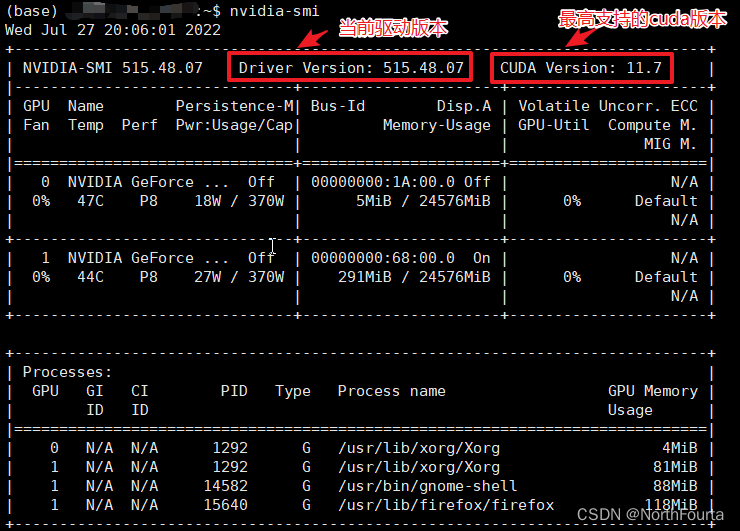 (base) :~$ nvidia-smi
当前驱动版本
最高支持的cuda版本
Wed Jul 27 20:06:01 2022
NVIDIA-SMI 515.48.07 Driver Version: 515.48.07 CUDA Version: 11.7
GPU Name Persistence-M| Bus-Id Disp.A | Volatile Uncorr. ECC
Fan Temp Perf Pwr:Usage/Cap| Memory-Usage | GPU-Util Compute M.
MIG M.
0 NVIDIA GeForce ... Off | 00000000:1A:00.0 Off | N/A
0% 47C P8 18W / 370W | 5MiB / 24576MiB | 0% Default
N/A
1 NVIDIA GeForce ... Off | 00000000:68:00.0 On | N/A
0% 44C P8 27W / 370W | 291MiB / 24576MiB | 0% Default
N/A
Processes:
GPU GI CI PID Type Process name GPU Memory
ID ID Usage
0 N/A N/A 1292 G /usr/lib/xorg/Xorg 4MiB
1 N/A N/A 1292 G /usr/lib/xorg/Xorg 81MiB
1 N/A N/A 14582 G /usr/bin/gnome-shell 88MiB
1 N/A N/A 15640 G /usr/lib/firefox/firefox 118MiB
CSDN @NorthFourta